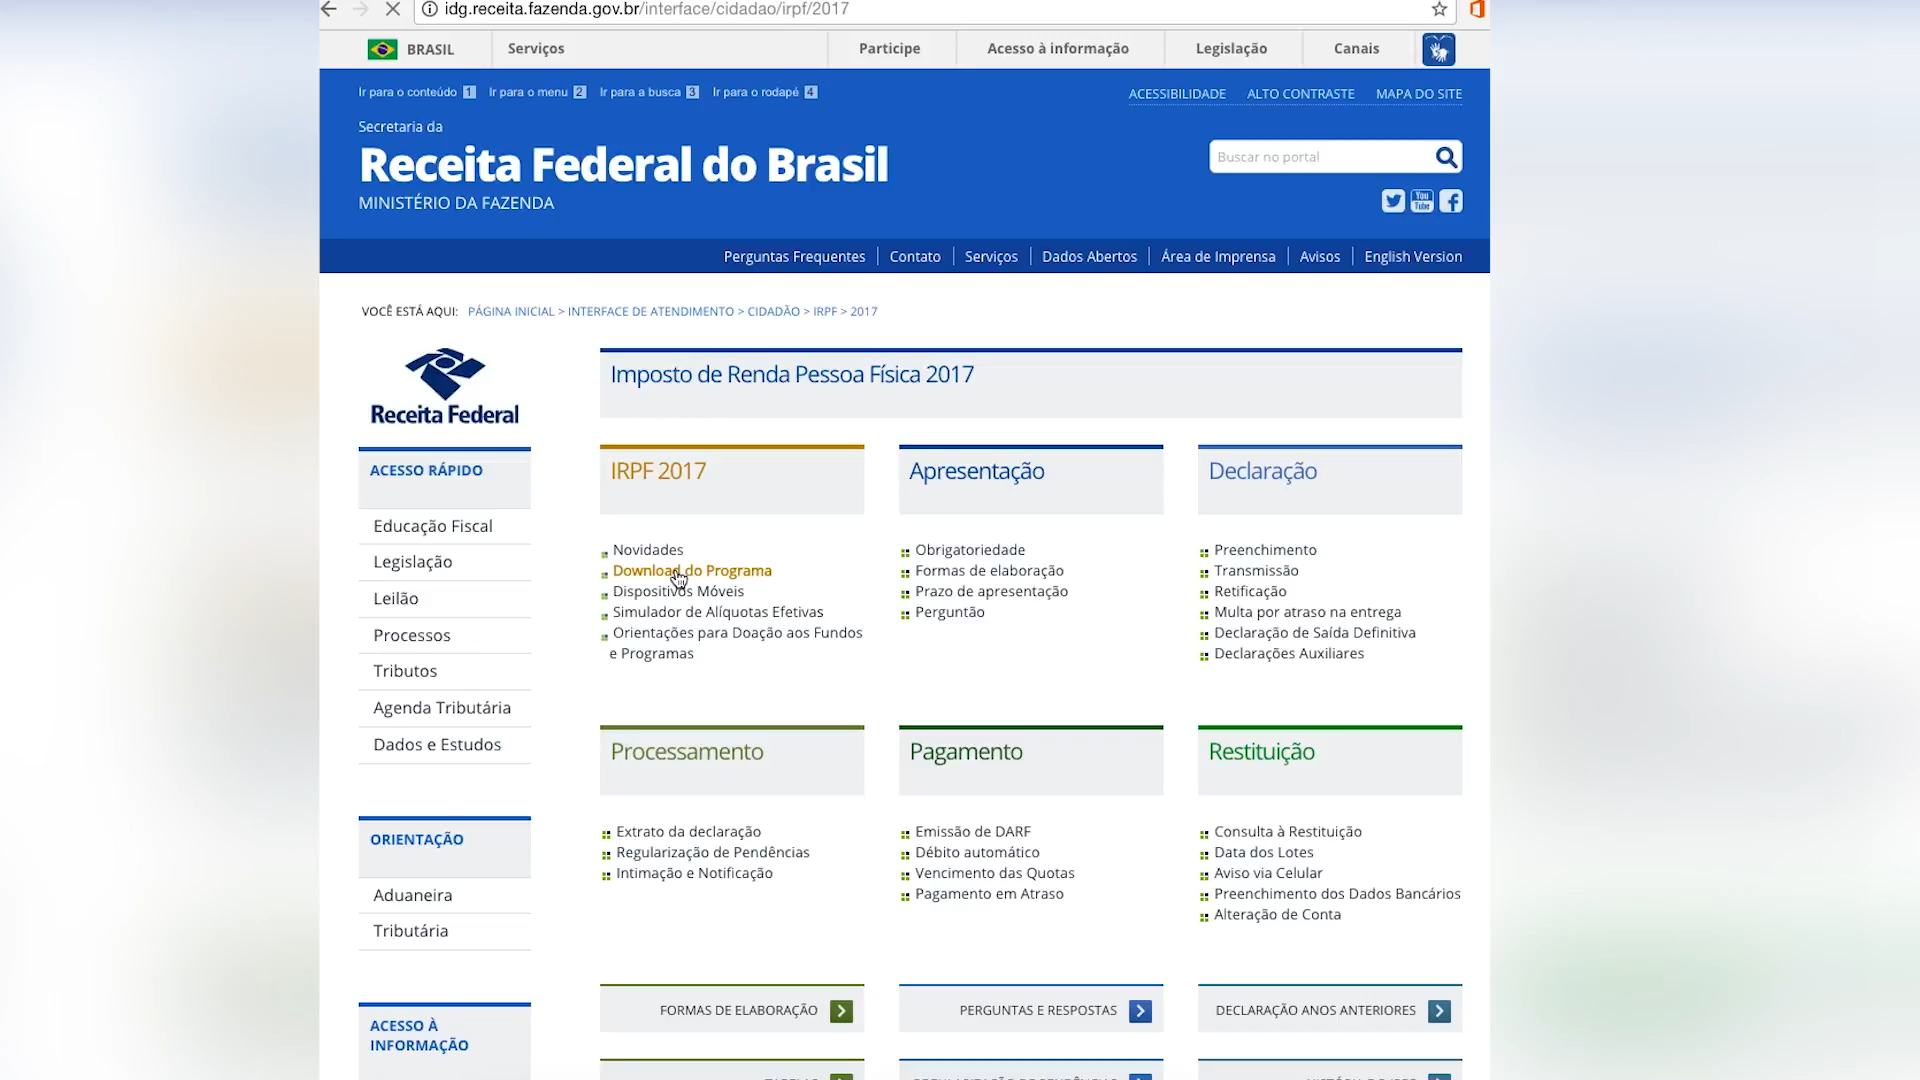 idg.receita.fazenda.gov.br/interface/cidadao/irpf/2017
BRASIL
Serviços
Participe
Acesso à informação
Legislação
Canais
Ir para o conteúdo 1
Ir para o menu 2
Ir para a busca 3
Ir para o rodapé 4
ACESSIBILIDADE
ALTO CONTRASTE
MAPA DO SITE
Secretaria da
Receita Federal do Brasil
MINISTÉRIO DA FAZENDA
Buscar no portal
You
Tube
Perguntas Frequentes
Contato
Serviços
Dados Abertos
Área de Imprensa
Avisos
English Version
VOCÊ ESTÁ AQUI: PÁGINA INICIAL > INTERFACE DE ATENDIMENTO > CIDADÃO > IRPF > 2017
Receita Federal
ACESSO RÁPIDO
Educação Fiscal
Legislação
Leilão
Processos
Tributos
Agenda Tributária
Dados e Estudos
ORIENTAÇÃO
Aduaneira
Tributária
ACESSO À
INFORMAÇÃO
Imposto de Renda Pessoa Física 2017
IRPF 2017
Novidades
Download do Programa
Dispositivos Móveis
Simulador de Alíquotas Efetivas
Orientações para Doação aos Fundos
e Programas
Apresentação
Obrigatoriedade
Formas de elaboração
Prazo de apresentação
Perguntão
Declaração
Preenchimento
Transmissão
Retificação
Multa por atraso na entrega
Declaração de Saída Definitiva
Declarações Auxiliares
Processamento
Extrato da declaração
Regularização de Pendências
Intimação e Notificação
Pagamento
Emissão de DARF
Débito automático
Vencimento das Quotas
Pagamento em Atraso
Restituição
Consulta à Restituição
Data dos Lotes
Aviso via Celular
Preenchimento dos Dados Bancários
Alteração de Conta
FORMAS DE ELABORAÇÃO
PERGUNTAS E RESPOSTAS
DECLARAÇÃO ANOS ANTERIORES